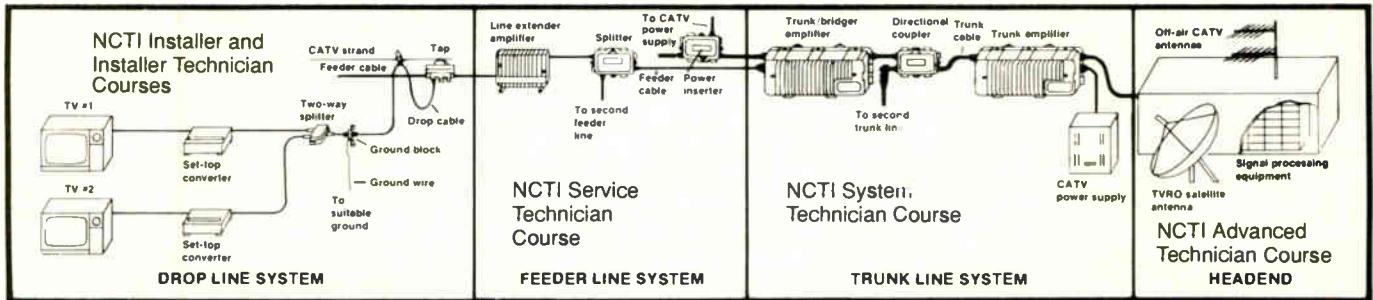 NCTI Installer and
Installer Technician
Courses
CATV strand
Feeder cable
Tap
Drop cable
Two-way
splitter
Ground block
Ground wire
To
suitable
ground
TV #1
Set-top
converter
TV #2
Set-top
converter
DROP LINE SYSTEM
Line extender
amplifier
Splitter
To CATV
power
supply
Feeder
cable
Power
inserter
To second
feeder
line
NCTI Service
Technician
Course
FEEDER LINE SYSTEM
Trunk/bridger
amplifier
Directional
coupler
Trunk
cable
Trunk amplifier
To second
trunk line
CATV
power supply
NCTI System
Technician Course
TRUNK LINE SYSTEM
Off-air CATV
antennas
Signal processing
equipment
TVRO satellite
antenna
NCTI Advanced
Technician Course
HEADEND